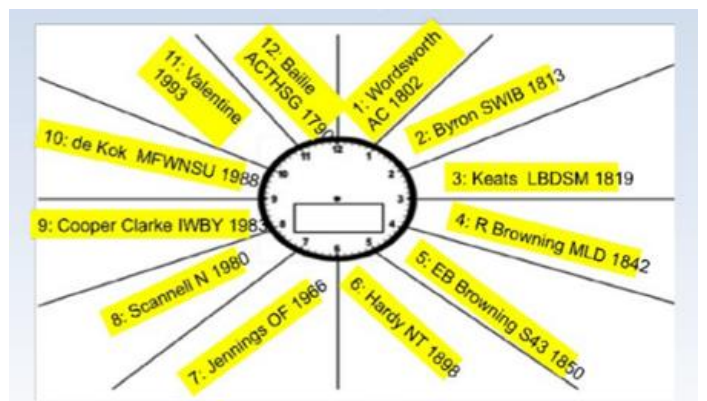 12: Bailie
ACTHSG 1790
1: Wordsworth
AC 1802
2: Byron SWIB 1813
3: Keats LBDSM 1819
4: R Browning MLD 1842
5: EB Browning S43 1850
6: Hardy NT 1898
7: Jennings OF 1966
8: Scannell N 1980
9: Cooper Clarke IWBY 1983
10: de Kok MFWNSU 1988
11: Valentine
1993
12
1
2
3
4
5
6
7
8
9
10
11